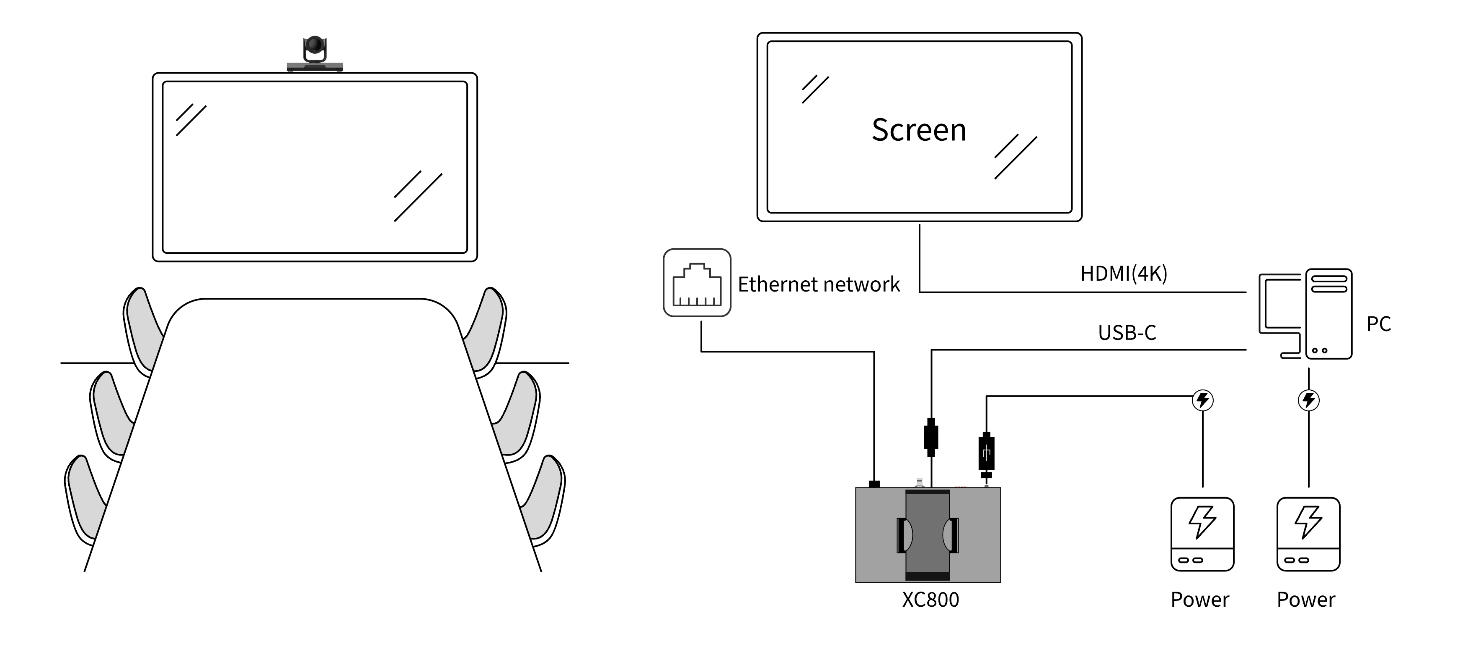 Screen
Ethernet network
HDMI(4K)
USB-C
PC
XC800
Power
Power